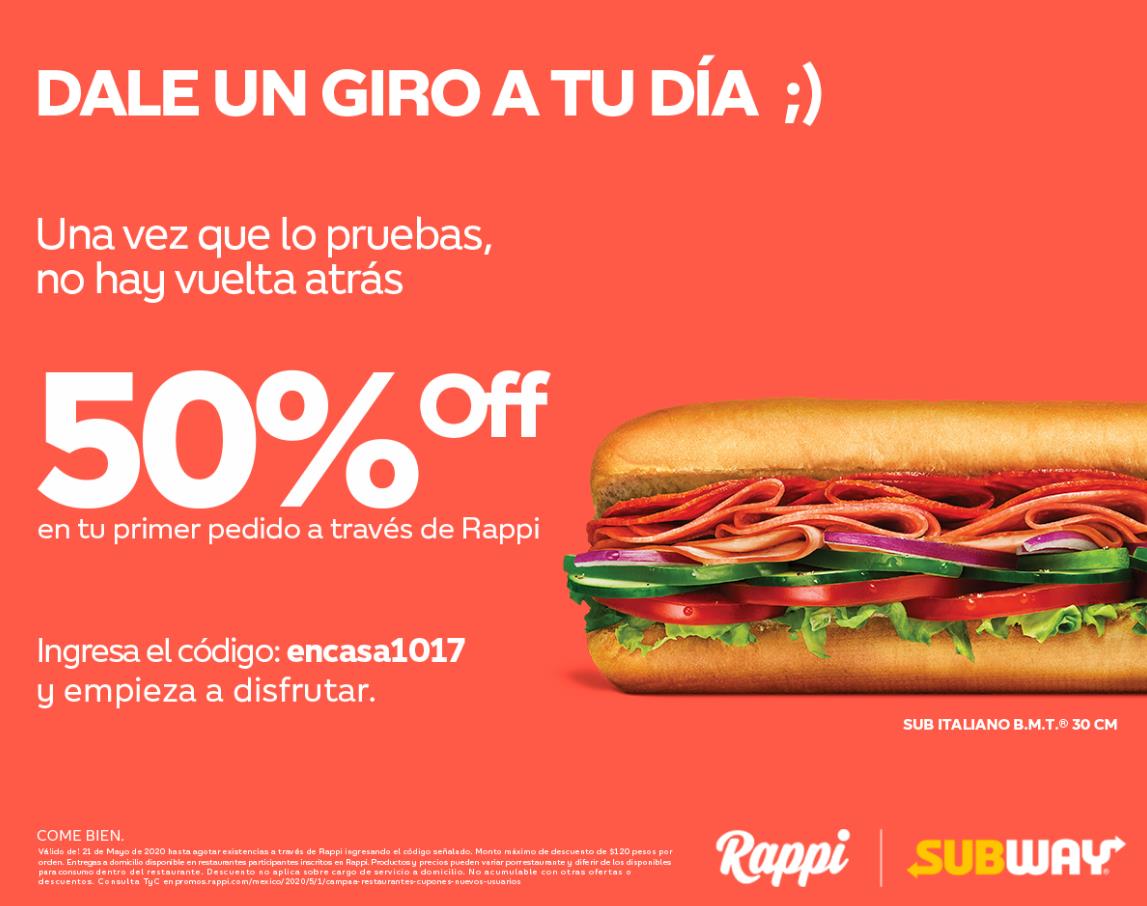 DALE UN GIRO A TU DÍA ;)
Una vez que lo pruebas,
no hay vuelta atrás
50% Off
en tu primer pedido a través de Rappi
Ingresa el código: encasa1017
y empieza a disfrutar.
SUB ITALIANO B.M.T.® 30 CM
COME BIEN.
Válido del 21 de Mayo de 2020 hasta agotar existencias a través de Rappi ingresando el código señalado. Monto máximo de descuento de $120 pesos por
orden. Entregas a domicilio disponible en restaurantes participantes inscritos en Rappi. Productos y precios pueden variar porrestaurante y diferir de los disponibles
para consumo dentro del restaurante. Descuento no aplica sobre cargo de servicio a domicilio. No acumulable con otras ofertas o
descuentos. Consulta TyC en promos.rappi.com/mexico/2020/5/1/campaa-restaurantes-cupones-nuevos-usuarios
Rappi | SUBWAY®